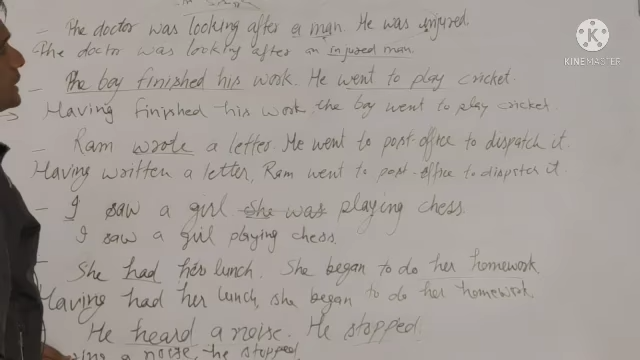 The doctor was looking after a man. He was injured.
The doctor was looking after an injured man.
KINEMASTER
The boy finished his work. He went to play cricket.
Having finished his work, the boy went to play cricket.
Ram wrote a letter. He went to post-office to dispatch it.
Having written a letter, Ram went to post-office to dispatch it.
I saw a girl She was playing chess.
I saw a girl playing chess.
She had her lunch. She began to do her homework.
Having had her lunch, she began to do her homework
He heard a noise. He stopped.
a noise, he stopped.